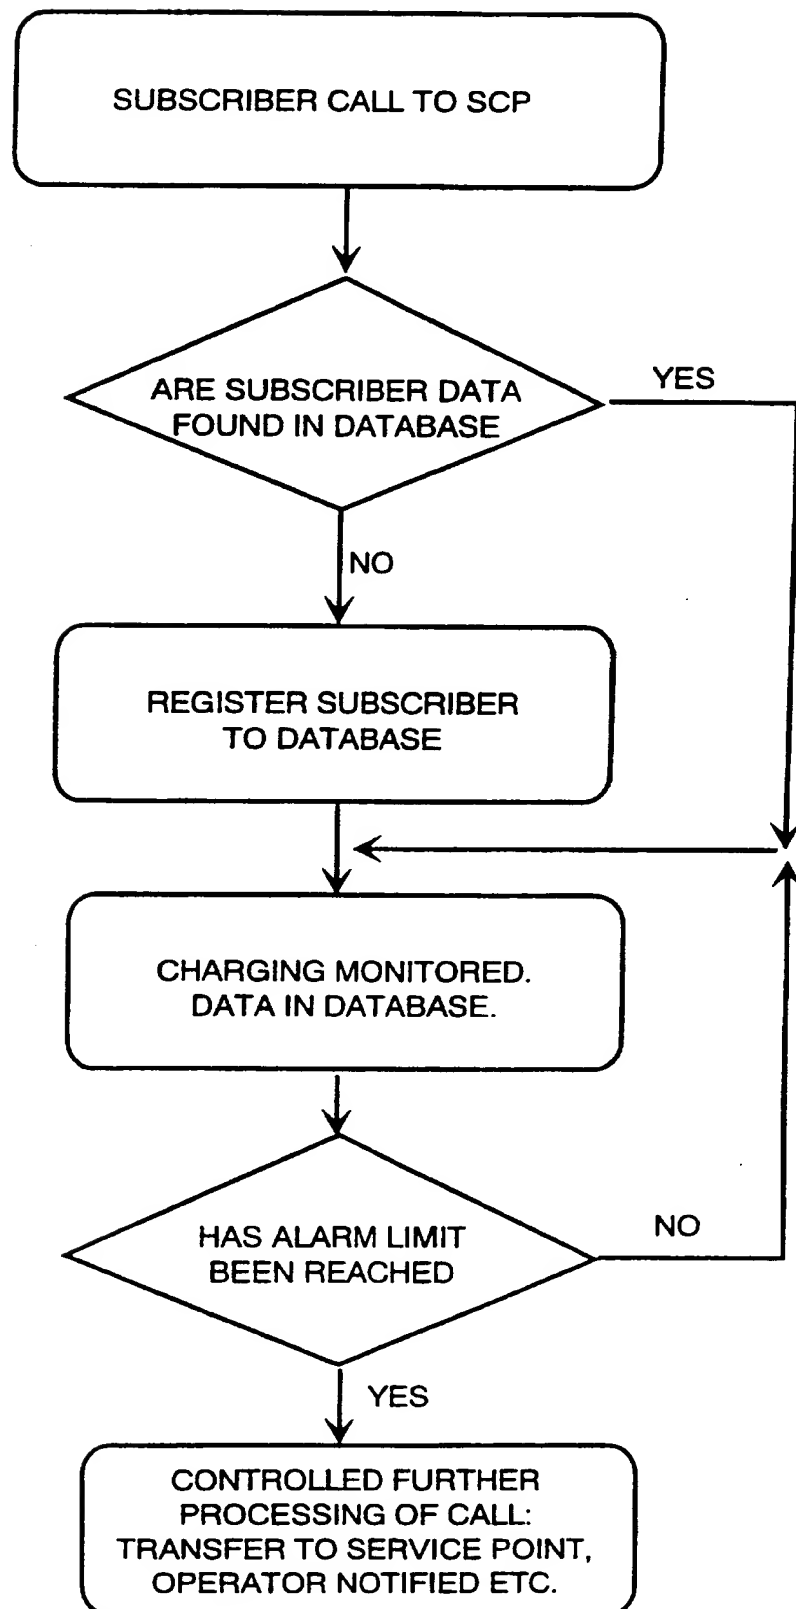 SUBSCRIBER CALL TO SCP
ARE SUBSCRIBER DATA
FOUND IN DATABASE
YES
NO
REGISTER SUBSCRIBER
TO DATABASE
CHARGING MONITORED.
DATA IN DATABASE.
HAS ALARM LIMIT
BEEN REACHED
NO
YES
CONTROLLED FURTHER
PROCESSING OF CALL:
TRANSFER TO SERVICE POINT,
OPERATOR NOTIFIED ETC.